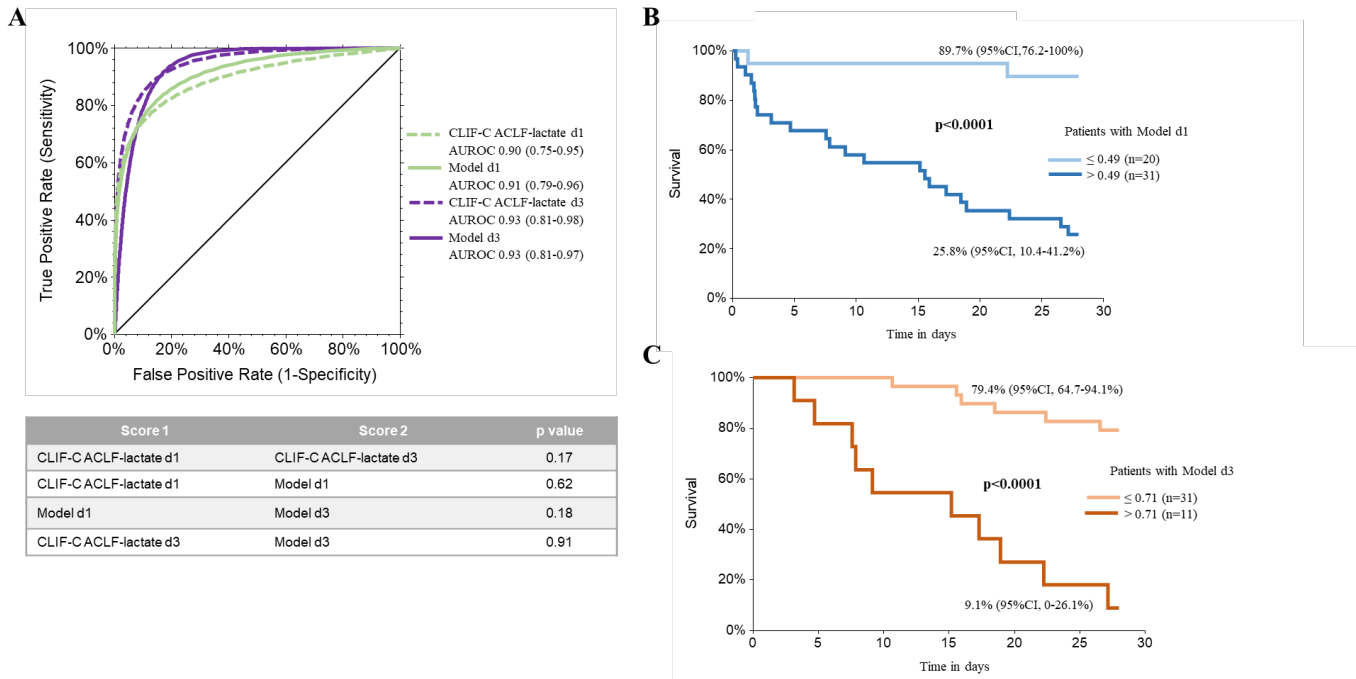 A
100%
80%
60%
40%
20%
0%
True Positive Rate (Sensitivity)
0%
20%
40%
60%
80%
100%
False Positive Rate (1-Specificity)
CLIF-C ACLF-lactate d1
AUROC 0.90 (0.75-0.95)
Model d1
AUROC 0.91 (0.79-0.96)
CLIF-C ACLF-lactate d3
AUROC 0.93 (0.81-0.98)
Model d3
AUROC 0.93 (0.81-0.97)
Score 1 Score 2 p value
CLIF-C ACLF-lactate d1 CLIF-C ACLF-lactate d3 0.17
CLIF-C ACLF-lactate d1 Model d1 0.62
Model d1 Model d3 0.18
CLIF-C ACLF-lactate d3 Model d3 0.91
B
100%
80%
60%
40%
20%
0%
Survival
89.7% (95%CI,76.2-100%)
p<0.0001
25.8% (95%CI, 10.4-41.2%)
0
5
10
15
20
25
30
Time in days
Patients with Model d1
≤ 0.49 (n=20)
> 0.49 (n=31)
C
100%
80%
60%
40%
20%
0%
Survival
79.4% (95%CI, 64.7-94.1%)
p<0.0001
9.1% (95%CI, 0-26.1%)
0
5
10
15
20
25
30
Time in days
Patients with Model d3
≤ 0.71 (n=31)
> 0.71 (n=11)